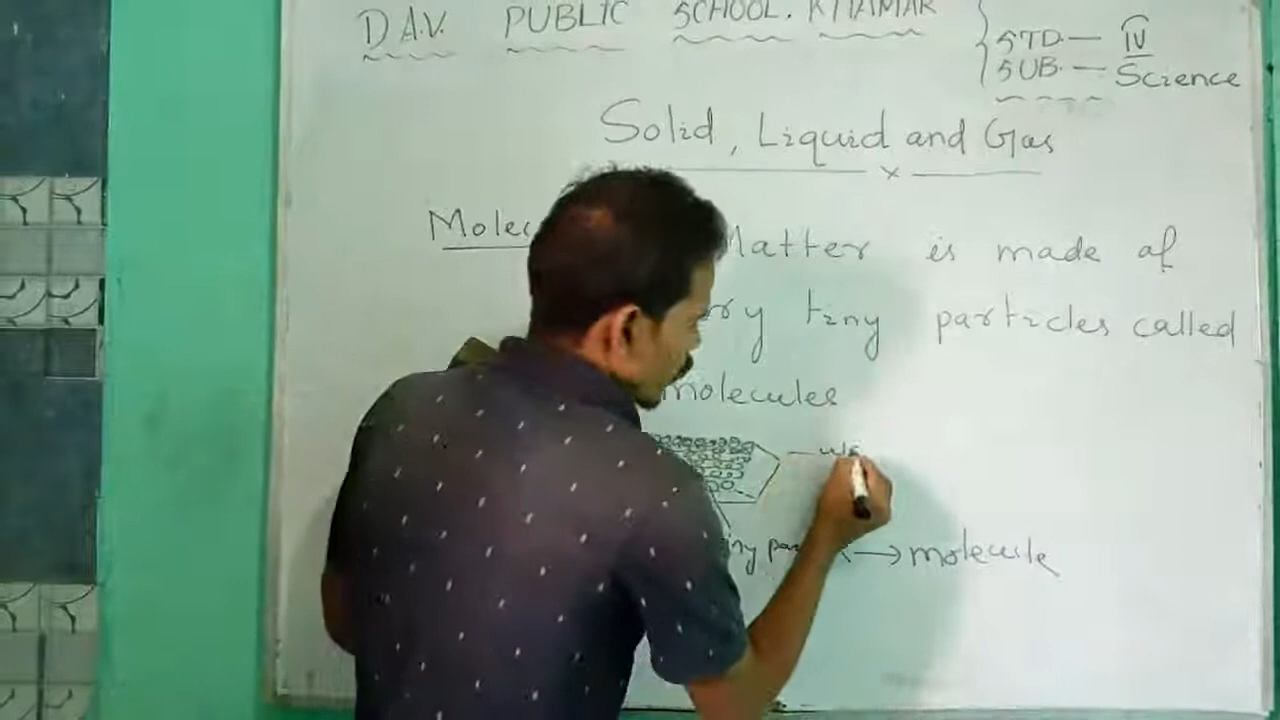 D.A.V. PUBLIC SCHOOL, KHAMAR
STD.— IV
SUB.— Science
Solid, Liquid and Gas
x
Matter is made of
tiny particles called
molecules
→ molecule